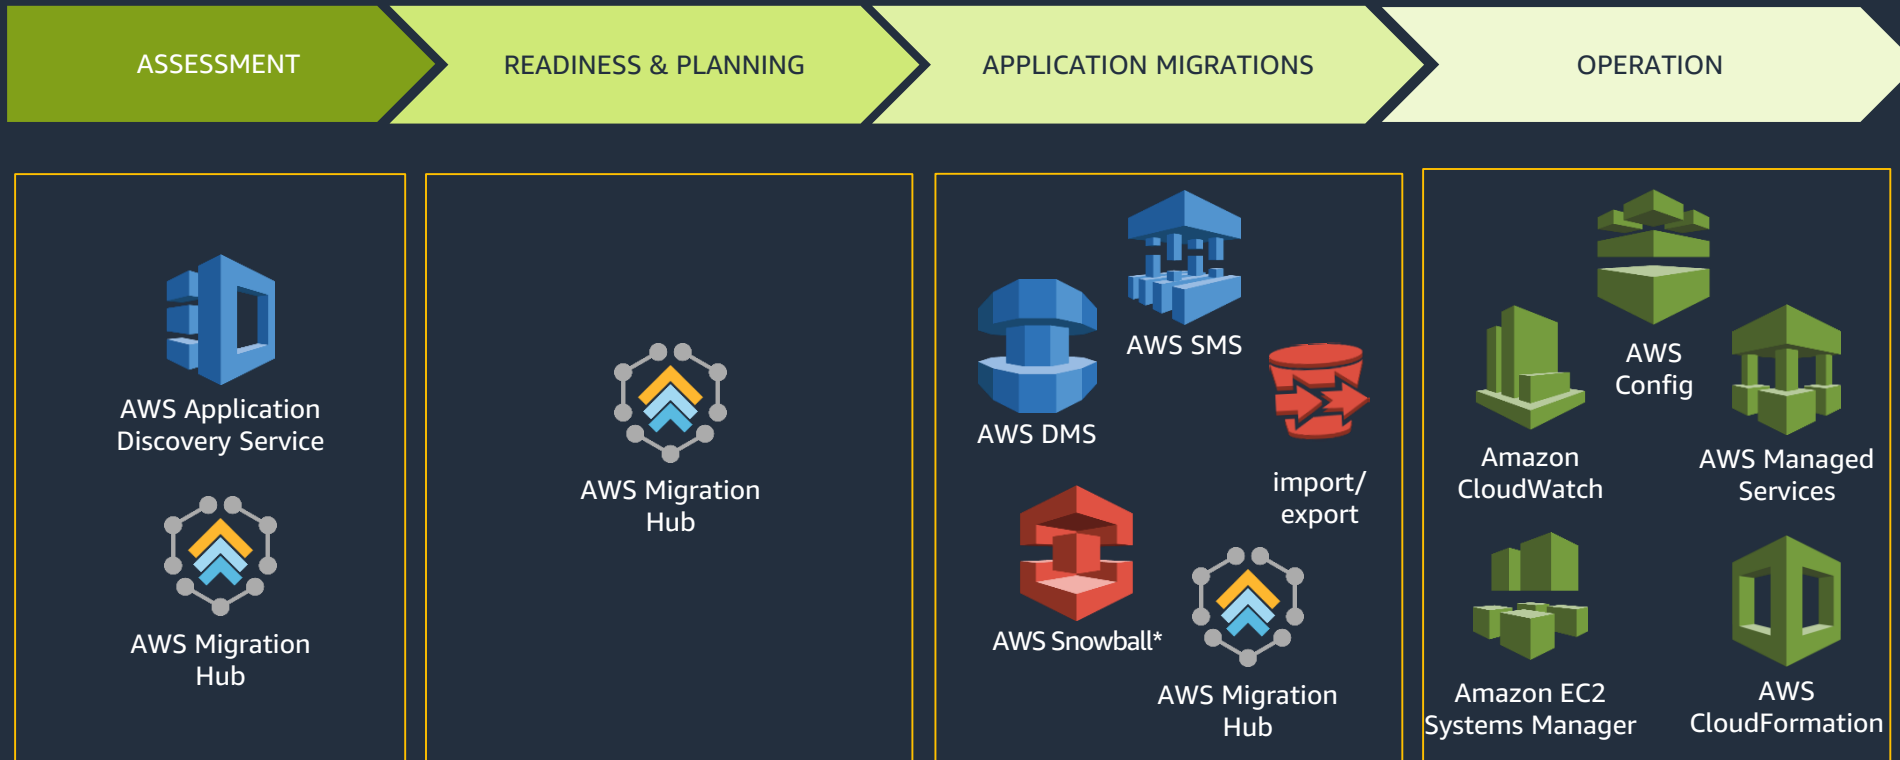 ASSESSMENT
READINESS & PLANNING
APPLICATION MIGRATIONS
OPERATION
AWS Application
Discovery Service
AWS Migration
Hub
AWS Migration
Hub
AWS SMS
AWS DMS
import/
export
AWS Snowball*
AWS Migration
Hub
AWS
Config
Amazon
CloudWatch
AWS Managed
Services
Amazon EC2
Systems Manager
AWS
CloudFormation